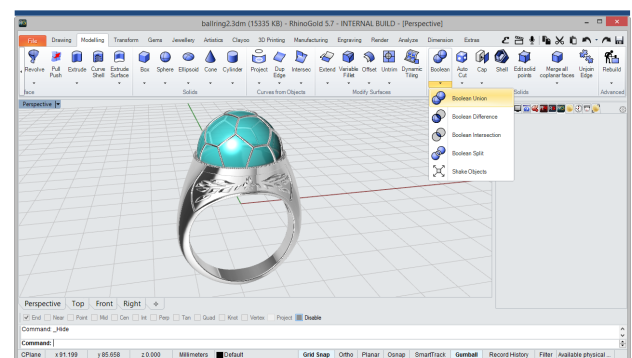 ballring2.3dm (15335 KB) - RhinoGold 5.7 - INTERNAL BUILD - [Perspective]
File Drawing Modelling Transform Gems Jewellery Artistics Clayoo 3D Printing Manufacturing Engraving Render Analyze Dimension Extras
Revolve Pull Push Extrude Curve Shell Extrude Surface Box Sphere Ellipsoid Cone Cylinder Project Dup Edge Intersec Extend Variable Fillet Offset Untrim Dynamic Tiling Boolean Auto Cut Cap Shell Edit solid points Merge all coplanar faces Unjoin Edge Rebuild
face Solids Curves from Objects Modify Surfaces Solids Advanced
Perspective
Boolean Union
Boolean Difference
Boolean Intersection
Boolean Split
Shake Objects
Perspective Top Front Right
End Near Point Mid Cen Int Perp Tan Quad Knot Vertex Project Disable
Command: _Hide
Command:
CPlane x 91.199 y 85.658 z 0.000 Millimeters Default Grid Snap Ortho Planar Osnap SmartTrack Gumball Record History Filter Available physical...